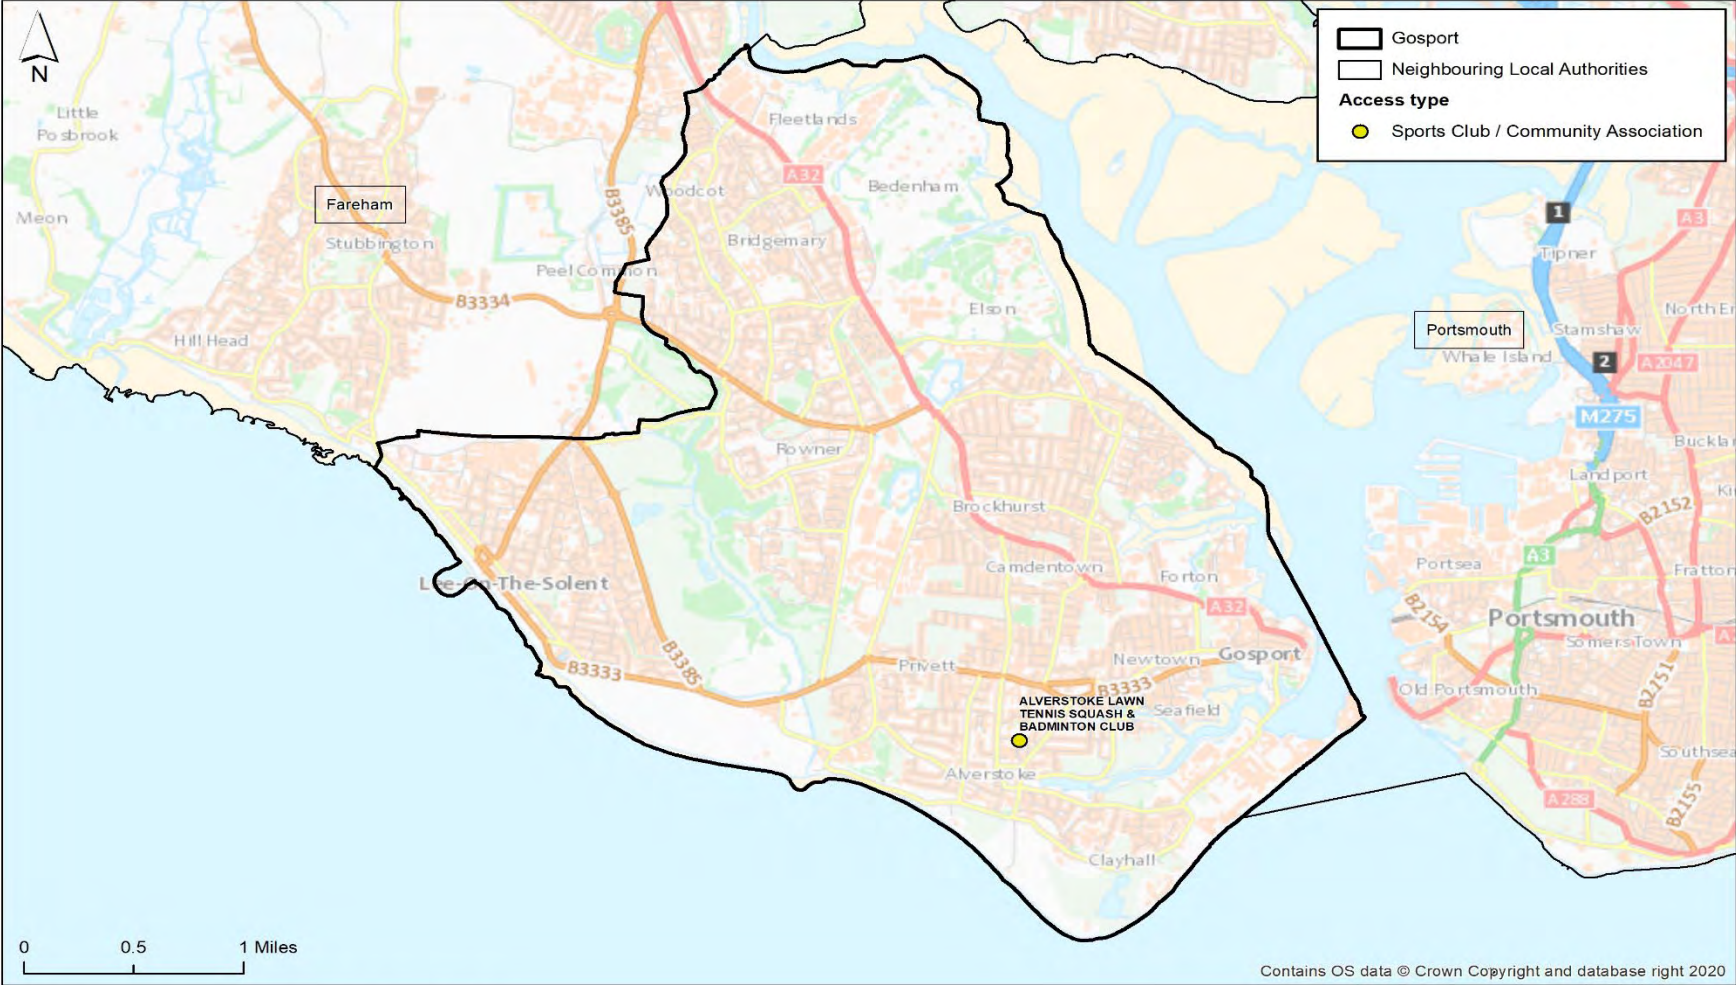 N
Gosport
Neighbouring Local Authorities
Access type
Sports Club / Community Association
Little
Posbrook
Fleetlands
A32
Bedenham
Woodcot
B3385
Fareham
Meon
Stubbington
Bridgemary
Peel Common
B3334
Elson
Hill Head
1
A3
Tipner
Portsmouth
Stamshaw
Whale Island
2
A2047
M275
Rowner
Landport
Brockhurst
B2152
Camdentown
Forton
A32
Portsea
A3
Fratton
Lee-On-The-Solent
B2154
Portsmouth
Somers Town
B3333
B3385
Privett
Newtown
Gosport
B3333
Old Portsmouth
B2151
ALVERSTOKE LAWN
TENNIS SQUASH &
BADMINTON CLUB
Seafield
Southsea
Alverstoke
A288
B2155
Clayhall
0 0.5 1 Miles
Contains OS data © Crown Copyright and database right 2020